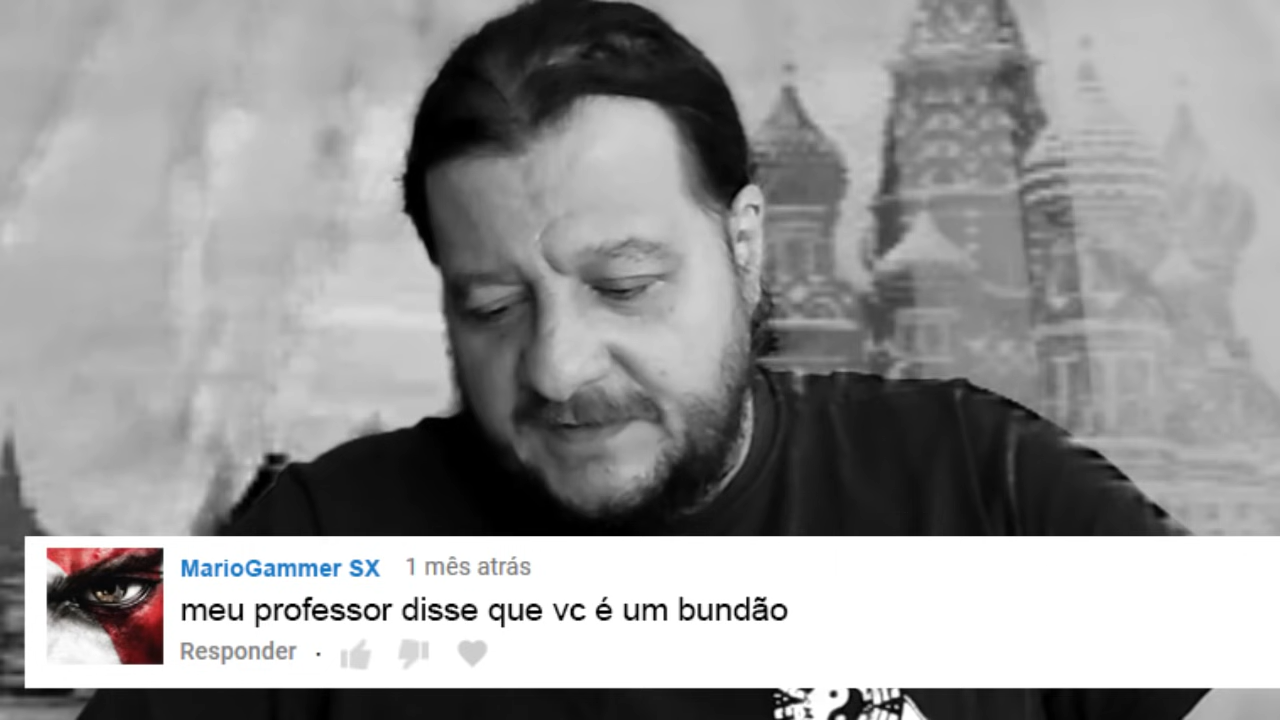 MarioGammer SX 1 mês atrás
meu professor disse que vc é um bundão
Responder ·